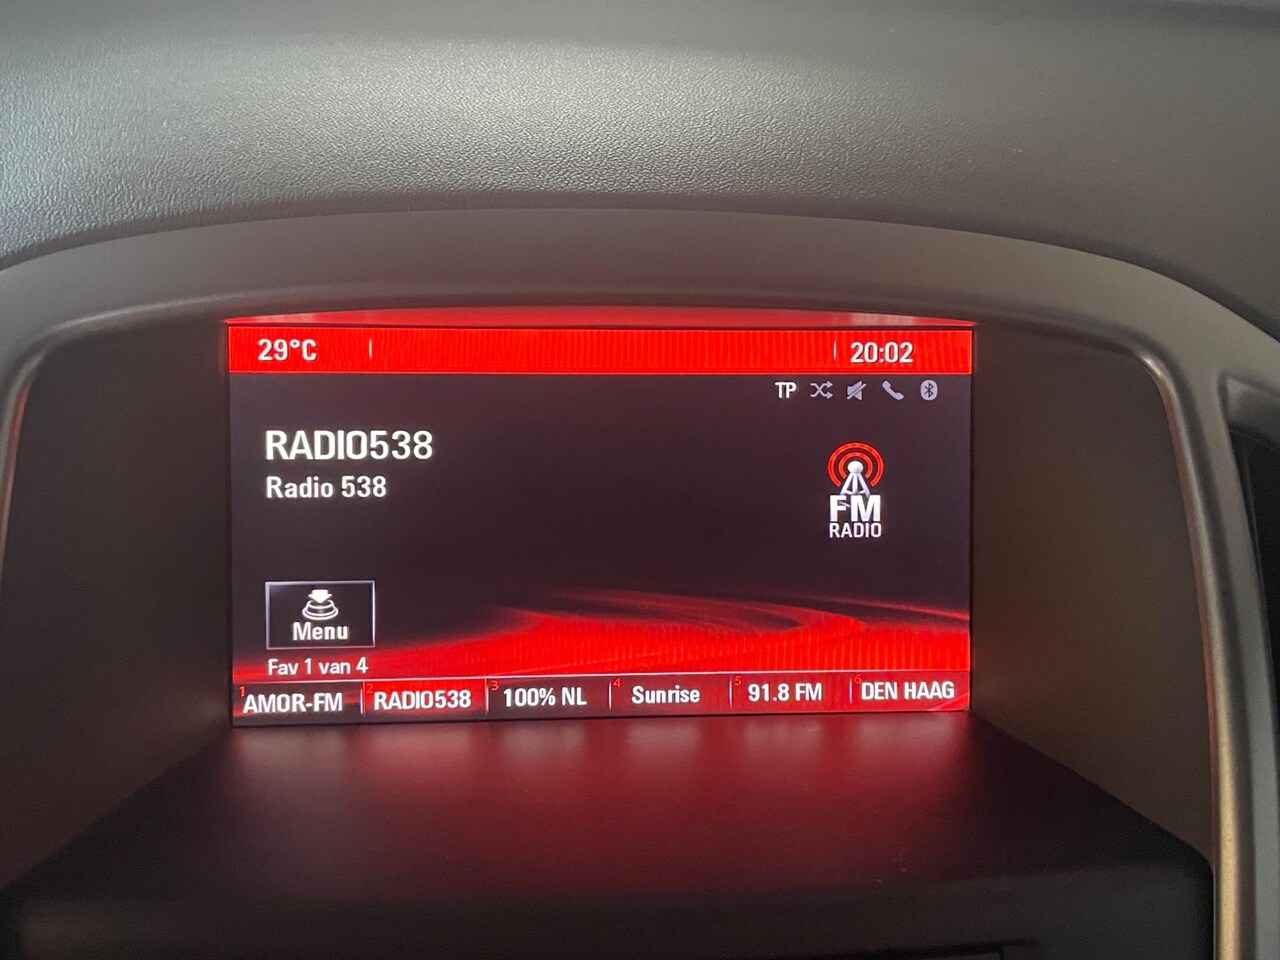 29°C 20:02
TP
RADIO538
Radio 538
FM
RADIO
Menu
Fav 1 van 4
1 AMOR-FM 2 RADIO538 3 100% NL 4 Sunrise 5 91.8 FM 6 DEN HAAG